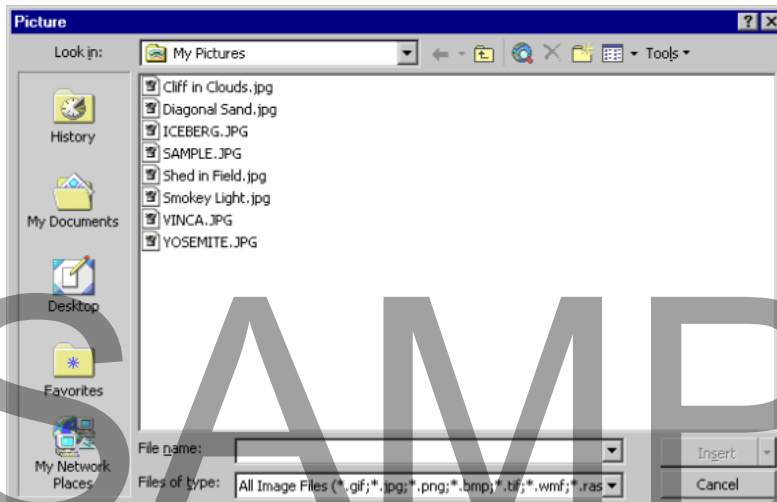 Picture
Look in:
My Pictures
Tools
History
My Documents
Desktop
Favorites
My Network
Places
Cliff in Clouds.jpg
Diagonal Sand.jpg
ICEBERG.JPG
SAMPLE.JPG
Shed in Field.jpg
Smokey Light.jpg
VINCA.JPG
YOSEMITE.JPG
File name:
Insert
Files of type:
All Image Files (*.gif;*.jpg;*.png;*.bmp;*.tif;*.wmf;*.ras
Cancel
SAMP